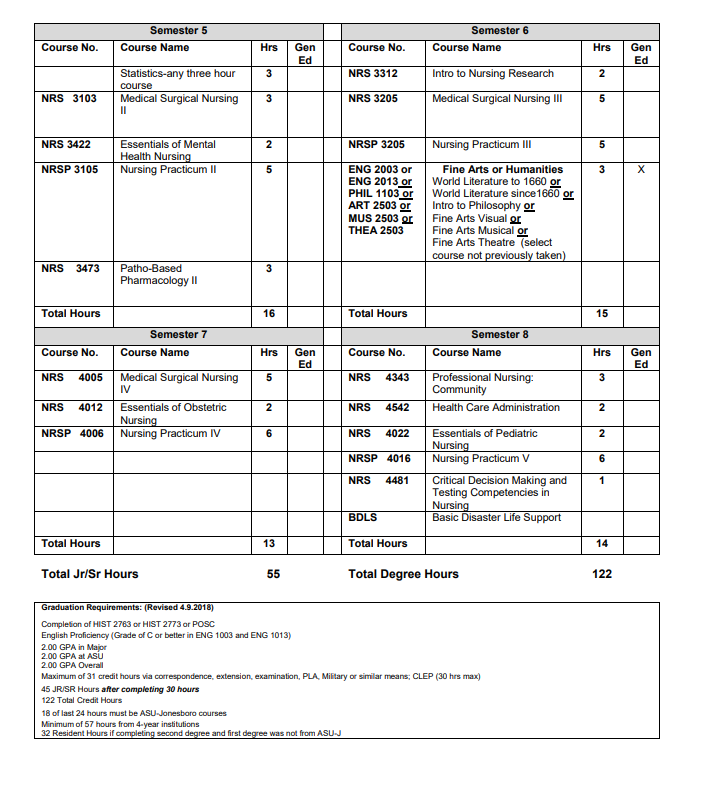 Semester 5 Semester 6
Course No. Course Name Hrs Gen Ed Course No. Course Name Hrs Gen Ed
Statistics-any three hour course 3 NRS 3312 Intro to Nursing Research 2
NRS 3103 Medical Surgical Nursing II 3 NRS 3205 Medical Surgical Nursing III 5
NRS 3422 Essentials of Mental Health Nursing 2 NRSP 3205 Nursing Practicum III 5
NRSP 3105 Nursing Practicum II 5 Fine Arts or Humanities 3 X
ENG 2003 or World Literature to 1660 or
ENG 2013 or World Literature since1660 or
PHIL 1103 or Intro to Philosophy or
ART 2503 or Fine Arts Visual or
MUS 2503 or Fine Arts Musical or
THEA 2503 Fine Arts Theatre (select
course not previously taken)
NRS 3473 Patho-Based Pharmacology II 3
Total Hours 16 Total Hours 15
Semester 7 Semester 8
Course No. Course Name Hrs Gen Ed Course No. Course Name Hrs Gen Ed
NRS 4005 Medical Surgical Nursing IV 5 NRS 4343 Professional Nursing: Community 3
NRS 4012 Essentials of Obstetric Nursing 2 NRS 4542 Health Care Administration 2
NRSP 4006 Nursing Practicum IV 6 NRS 4022 Essentials of Pediatric Nursing 2
NRSP 4016 Nursing Practicum V 6
NRS 4481 Critical Decision Making and Testing Competencies in Nursing 1
BDLS Basic Disaster Life Support
Total Hours 13 Total Hours 14
Total Jr/Sr Hours 55 Total Degree Hours 122
Graduation Requirements: (Revised 4.9.2018)
Completion of HIST 2763 or HIST 2773 or POSC
English Proficiency (Grade of C or better in ENG 1003 and ENG 1013)
2.00 GPA in Major
2.00 GPA at ASU
2.00 GPA Overall
Maximum of 31 credit hours via correspondence, extension, examination, PLA, Military or similar means; CLEP (30 hrs max)
45 JR/SR Hours after completing 30 hours
122 Total Credit Hours
18 of last 24 hours must be ASU-Jonesboro courses
Minimum of 57 hours from 4-year institutions
32 Resident Hours if completing second degree and first degree was not from ASU-J